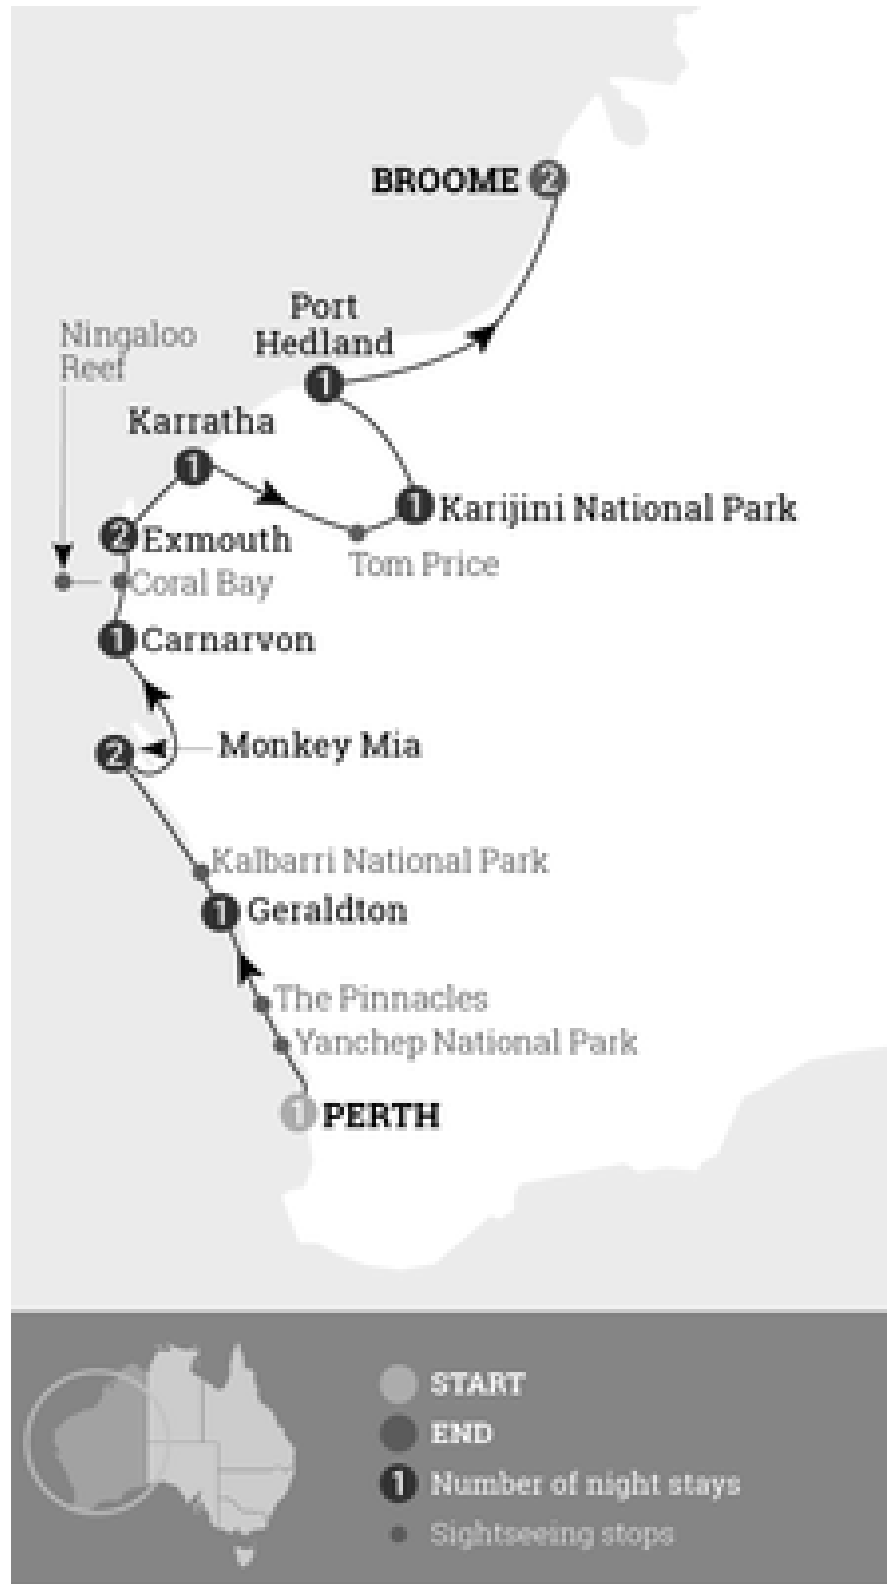 BROOME 2
Port
Hedland
1
Ningaloo
Reef
Karratha
1
1 Karijini National Park
2 Exmouth
Tom Price
Coral Bay
1 Carnarvon
2 Monkey Mia
Kalbarri National Park
1 Geraldton
The Pinnacles
Yanchep National Park
1 PERTH
START
END
1 Number of night stays
Sightseeing stops